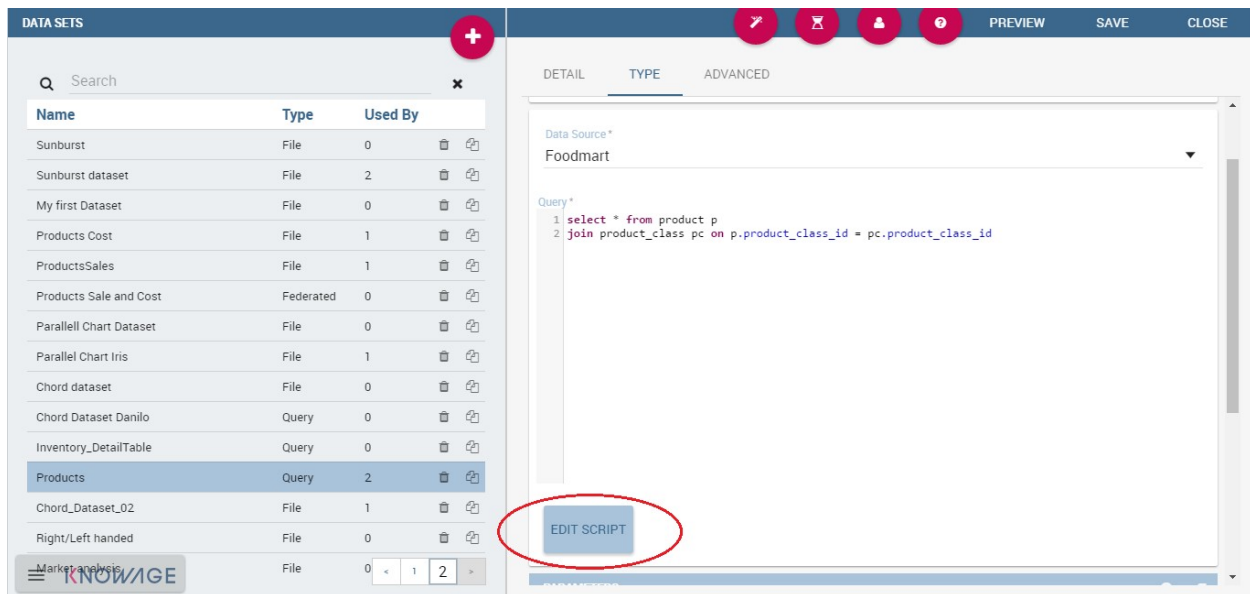 DATA SETS
PREVIEW SAVE CLOSE
Search
DETAIL TYPE ADVANCED
Name Type Used By
Sunburst File 0
Sunburst dataset File 2
My first Dataset File 0
Products Cost File 1
ProductsSales File 1
Products Sale and Cost Federated 0
Parallell Chart Dataset File 0
Parallel Chart Iris File 1
Chord dataset File 0
Chord Dataset Danilo Query 0
Inventory_DetailTable Query 0
Products Query 2
Chord_Dataset_02 File 1
Right/Left handed File 0
Market analysis File 0
< 1 2 >
KNOWAGE
Data Source *
Foodmart
Query *
1 select * from product p
2 join product_class pc on p.product_class_id = pc.product_class_id
EDIT SCRIPT
PARAMETERS